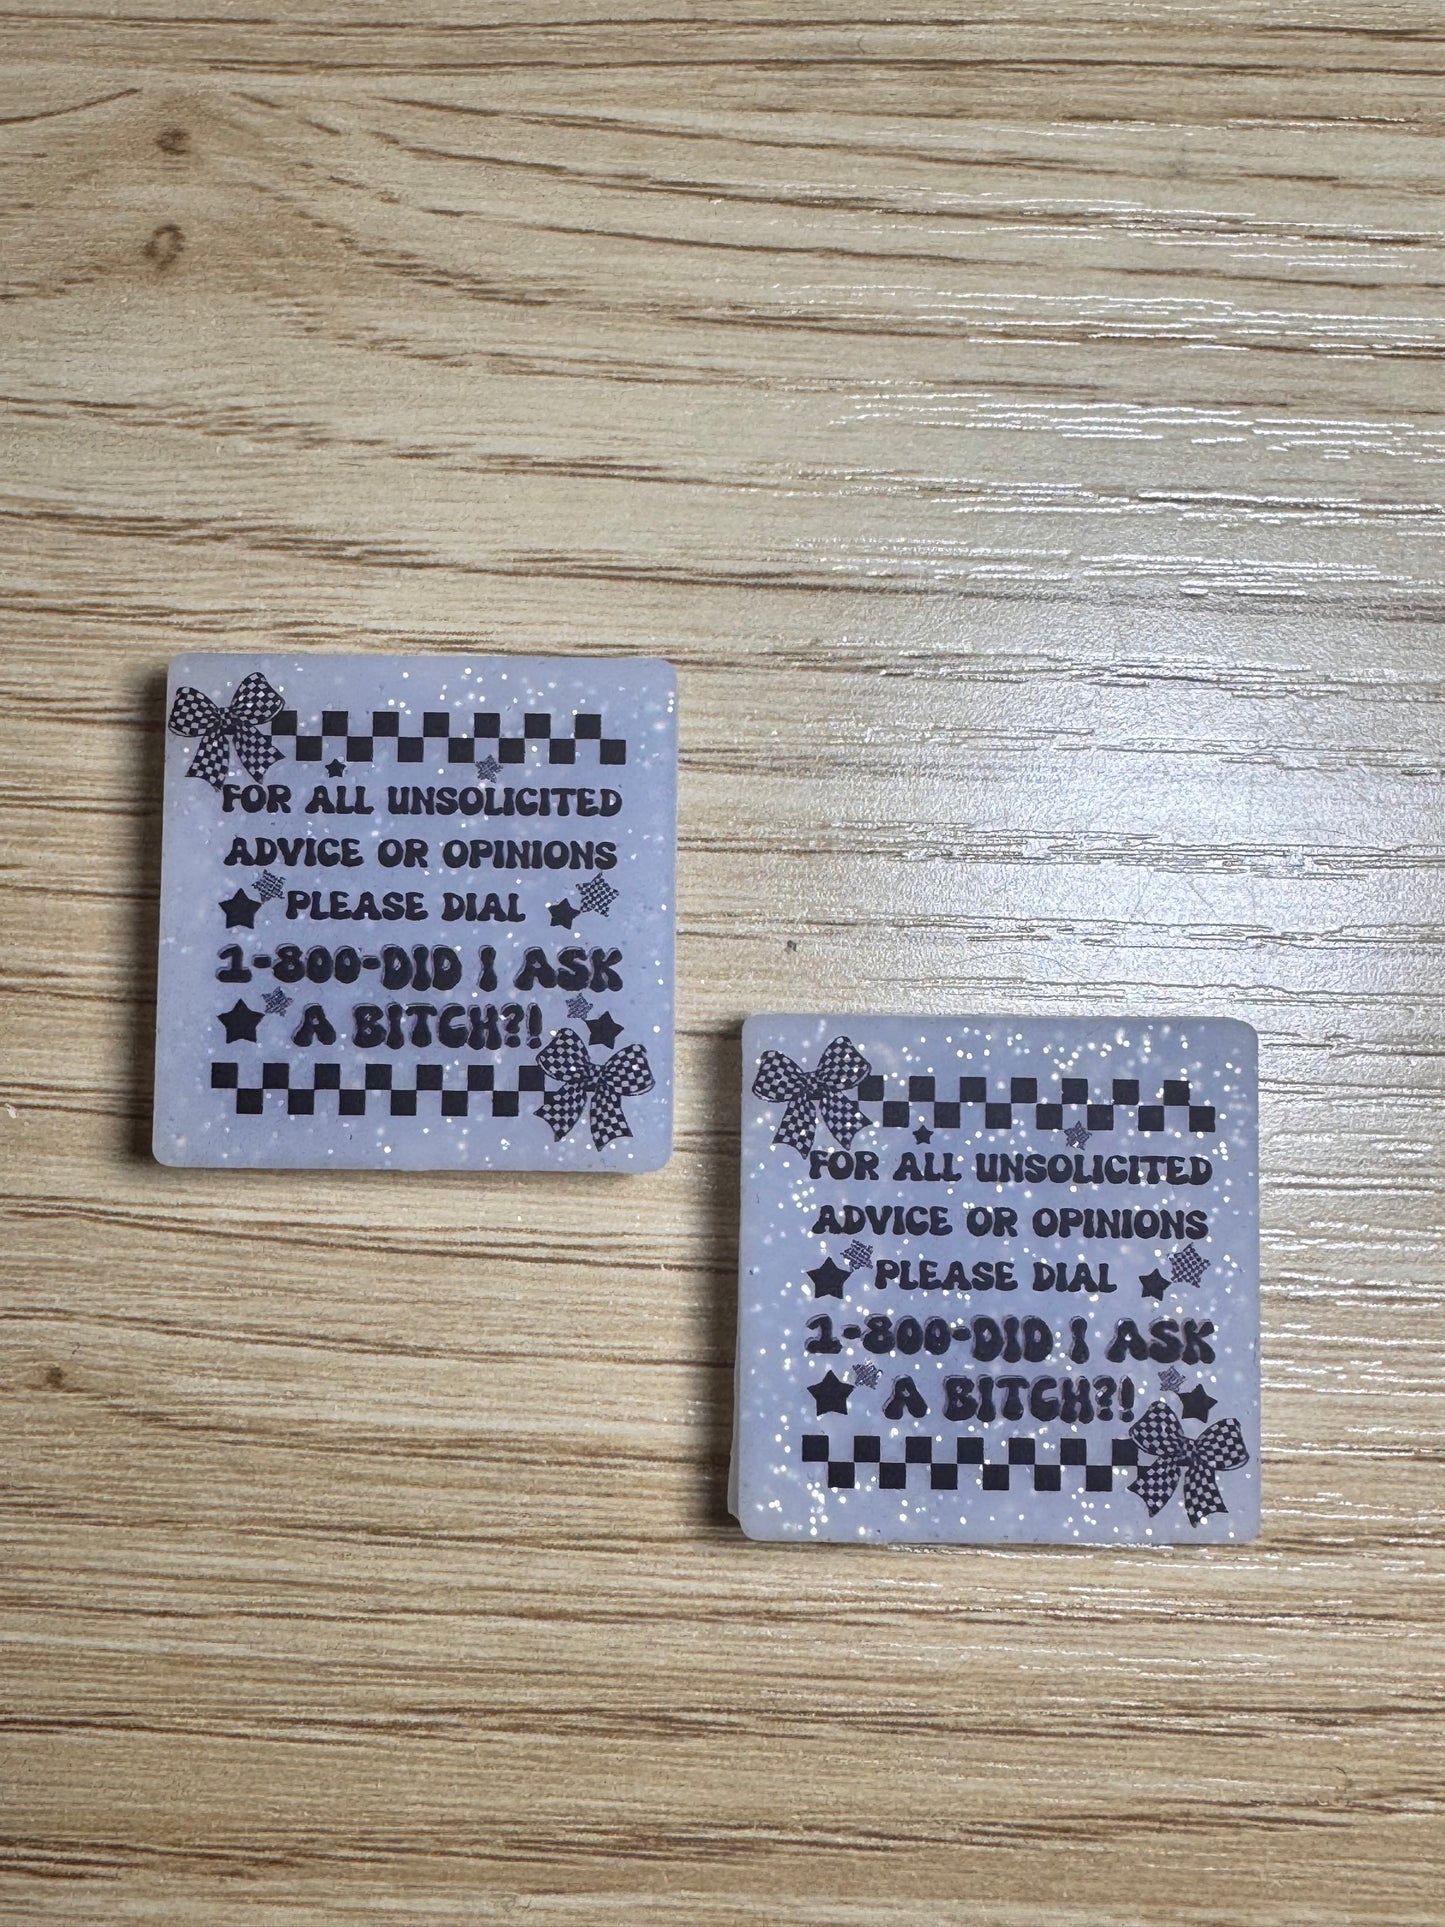 FOR ALL UNSOLICITED
ADVICE OR OPINIONS
PLEASE DIAL
1-800-DID I ASK
A BITCH?!
FOR ALL UNSOLICITED
ADVICE OR OPINIONS
PLEASE DIAL
1-800-DID I ASK
A BITCH?!